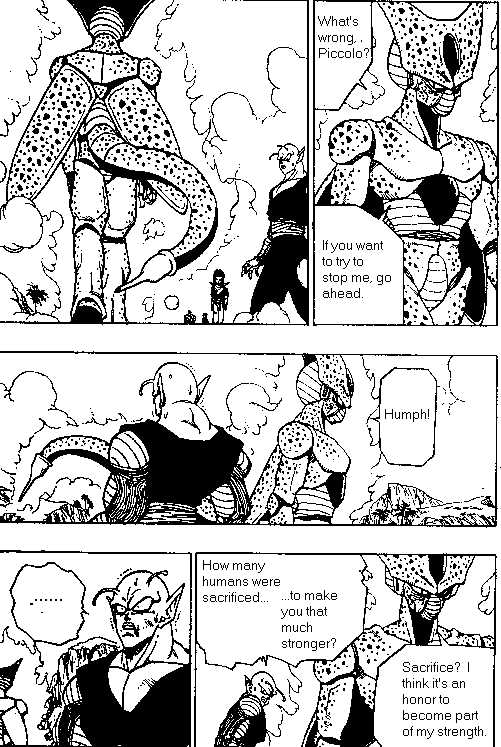 What's
wrong. .
Piccolo?
If you want
to try to
stop me, go
ahead.
Humph!
.......
How many
humans were
sacrificed...
...to make
you that
much
stronger?
Sacrifice? I
think it's an
honor to
become part
of my strength.